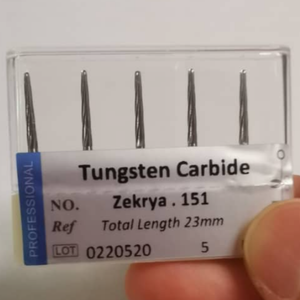 PROFESSIONAL
Tungsten Carbide
NO. Zekrya . 151
Ref Total Length 23mm
LOT 0220520 5